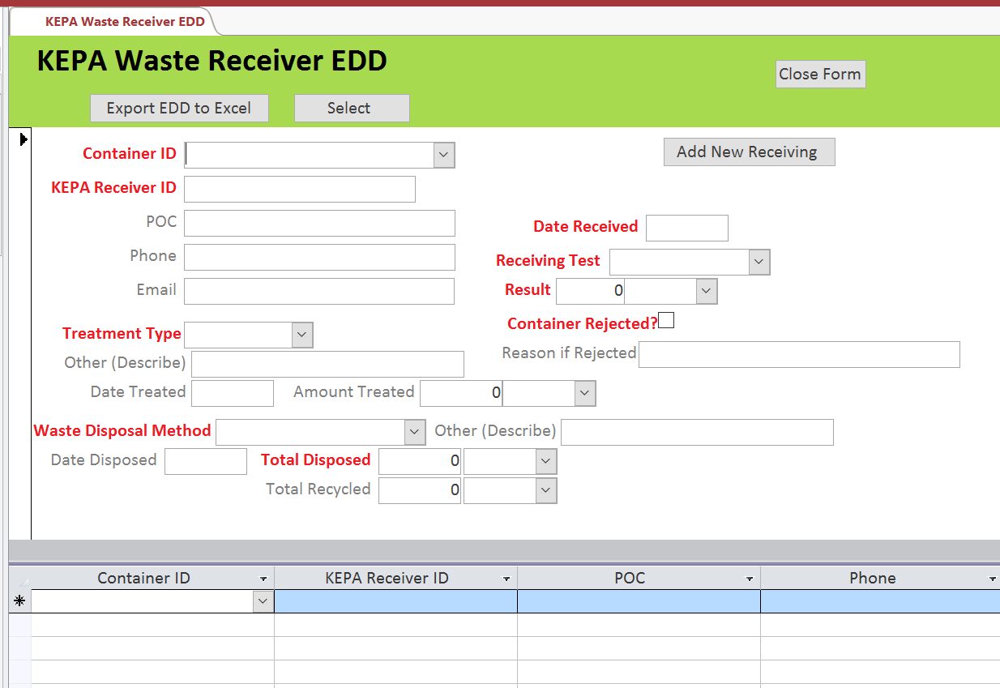 KEPA Waste Receiver EDD
KEPA Waste Receiver EDD
Close Form
Export EDD to Excel Select
Container ID
Add New Receiving
KEPA Receiver ID
POC
Date Received
Phone
Receiving Test
Email
Result 0
Container Rejected?
Treatment Type
Reason if Rejected
Other (Describe)
Date Treated Amount Treated 0
Waste Disposal Method Other (Describe)
Date Disposed Total Disposed 0
Total Recycled 0
Container ID KEPA Receiver ID POC Phone